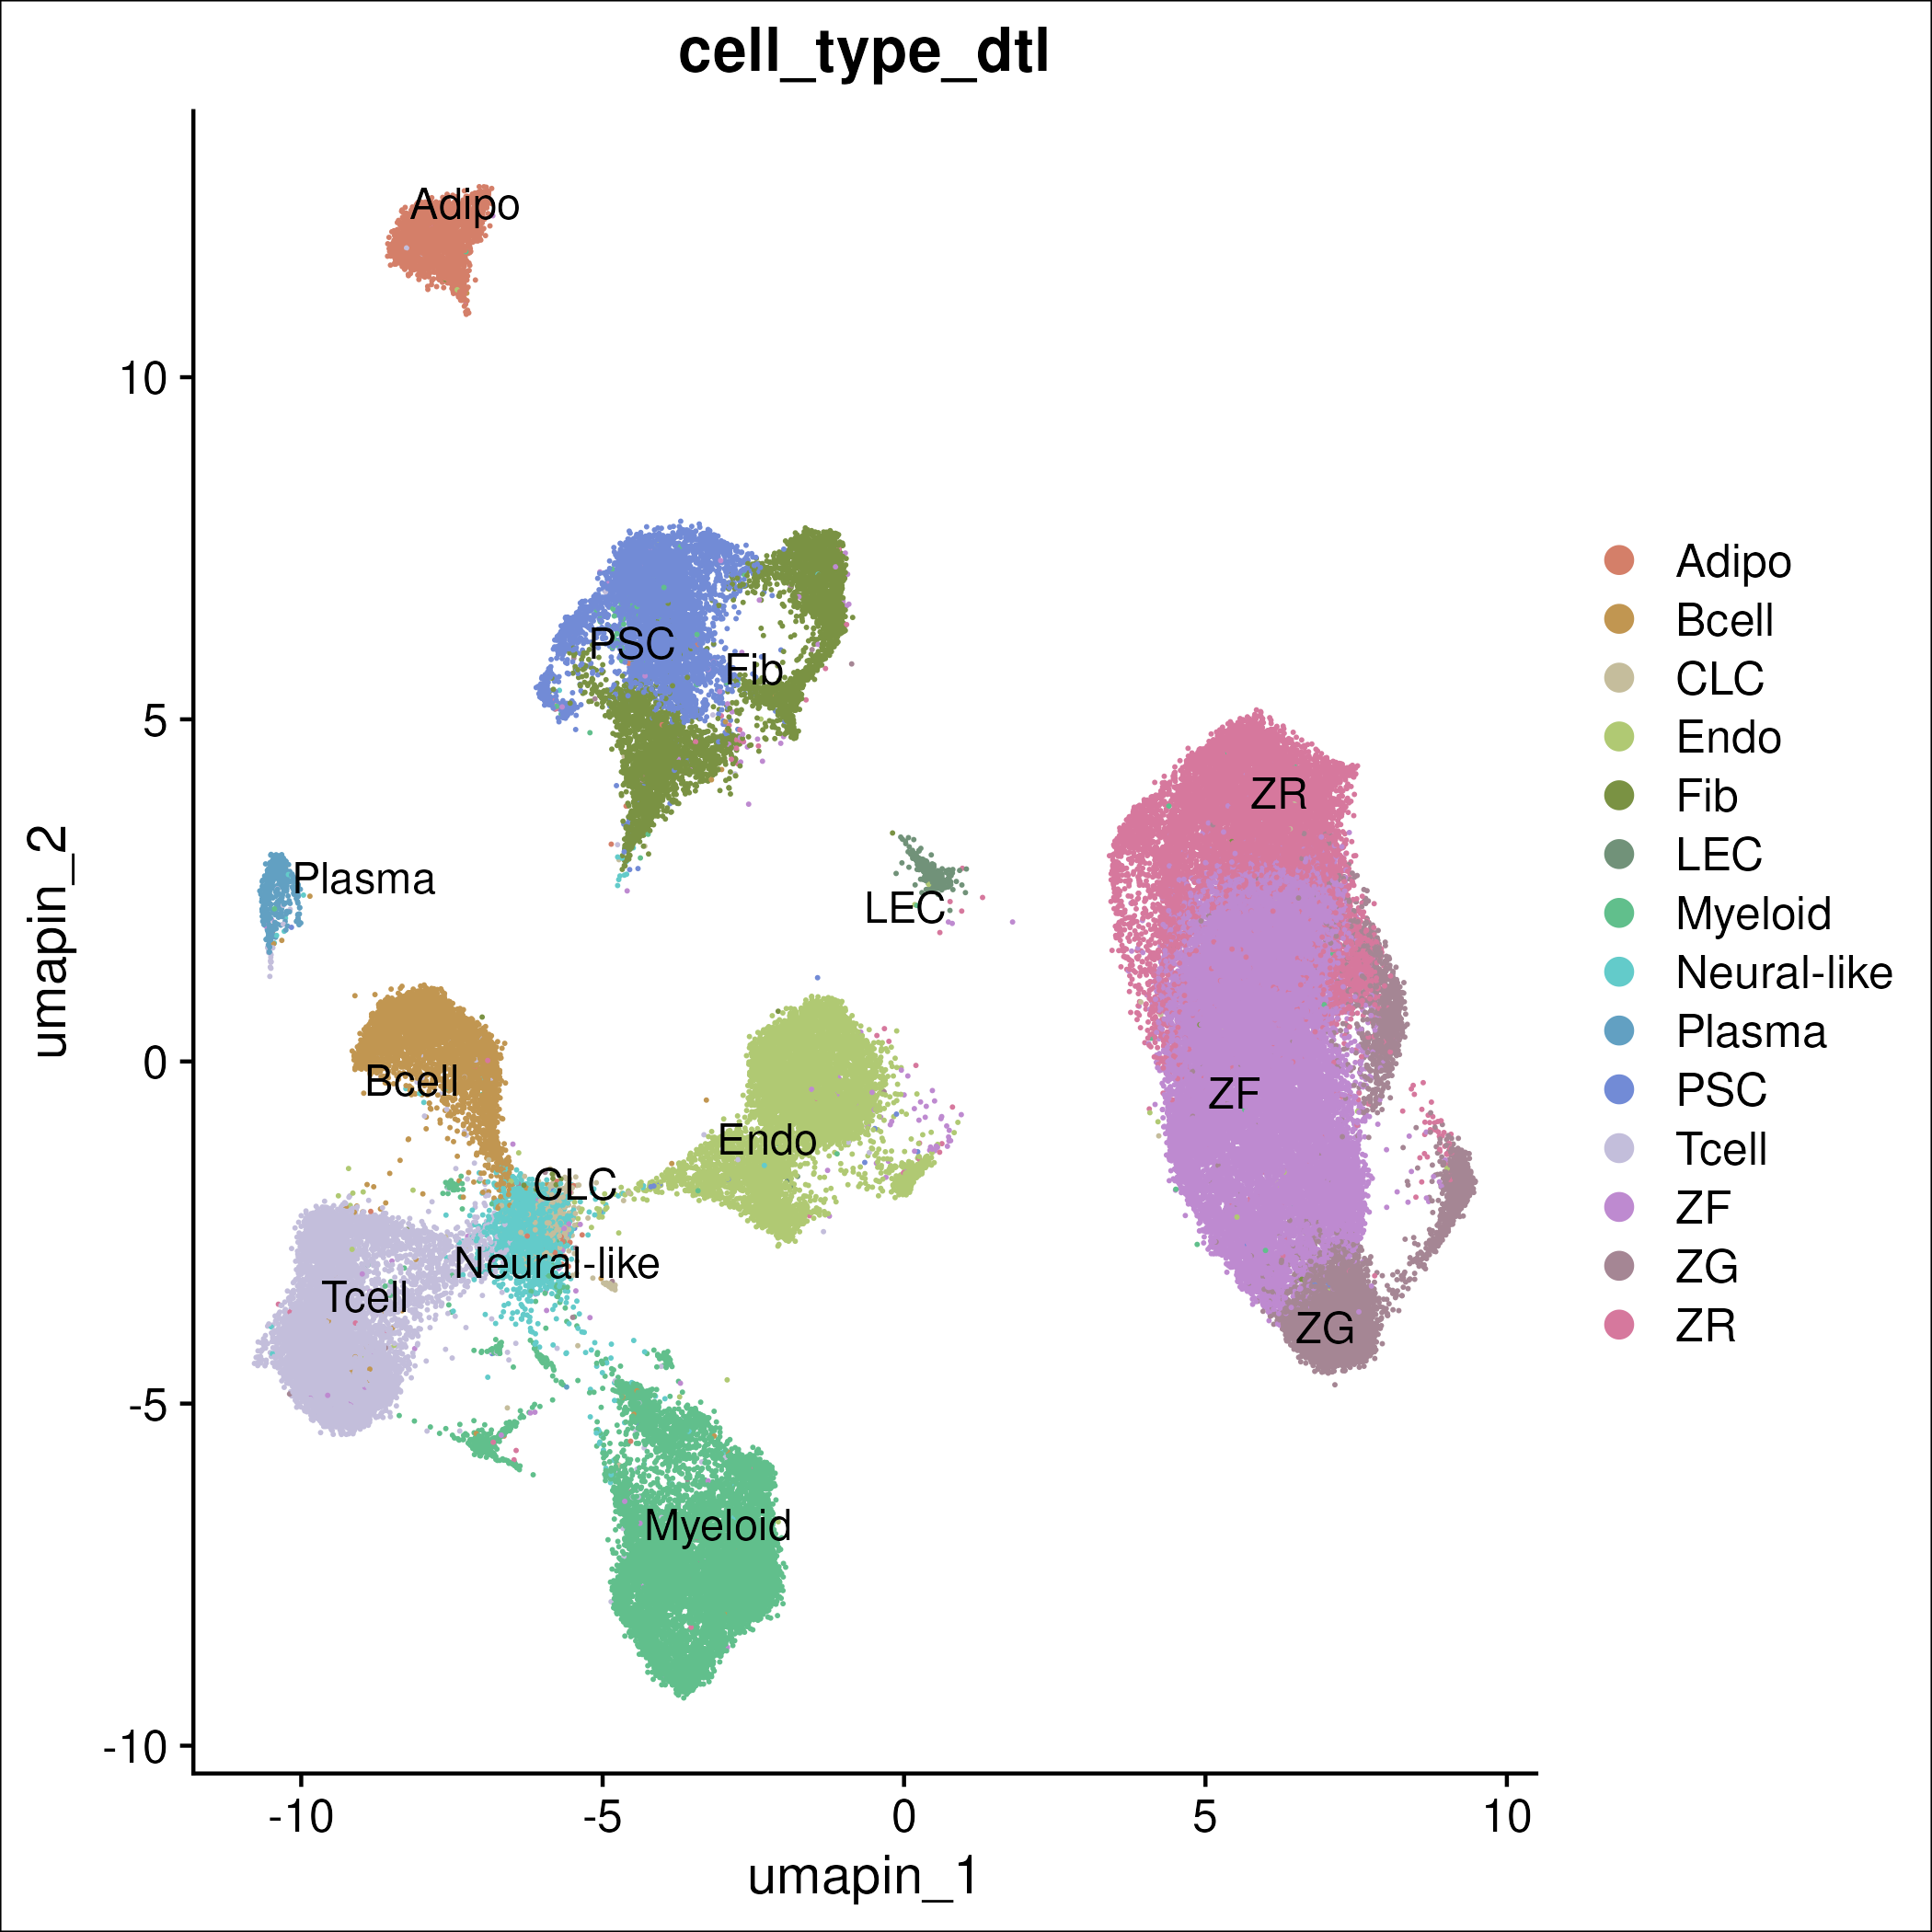 cell_type_dtl
Adipo
10
PSC
Fib
5
ZR
Plasma
LEC
umapin_2
0
Bcell
ZF
Endo
CLC
Neural-like
Tcell
ZG
-5
Myeloid
-10
-10
-5
0
5
10
umapin_1
Adipo
Bcell
CLC
Endo
Fib
LEC
Myeloid
Neural-like
Plasma
PSC
Tcell
ZF
ZG
ZR